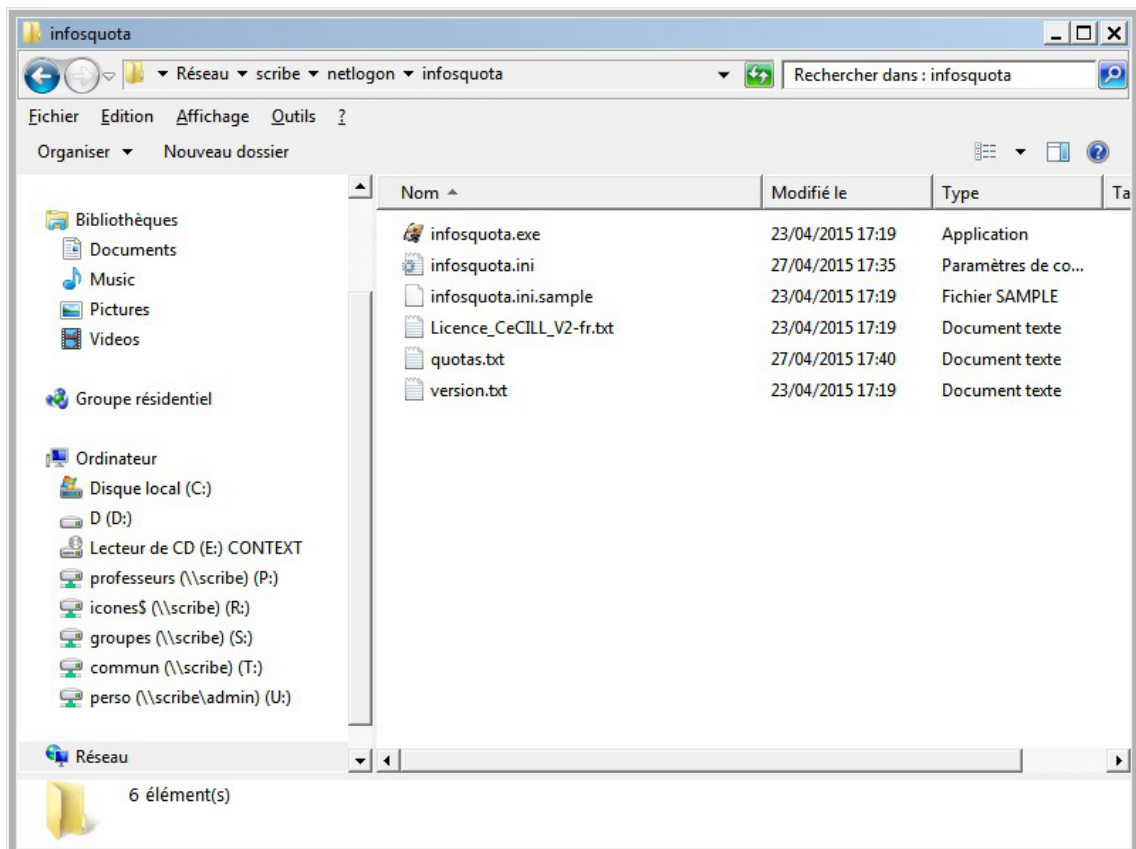 infosquota
Réseau scribe netlogon infosquota Rechercher dans : infosquota
Fichier Edition Affichage Outils ?
Organiser Nouveau dossier
Nom Modifié le Type Ta
Bibliothèques
Documents
Music
Pictures
Videos
Groupe résidentiel
Ordinateur
Disque local (C:)
D (D:)
Lecteur de CD (E:) CONTEXT
professeurs (\\scribe) (P:)
icones$ (\\scribe) (R:)
groupes (\\scribe) (S:)
commun (\\scribe) (T:)
perso (\\scribe\admin) (U:)
Réseau
infosquota.exe 23/04/2015 17:19 Application
infosquota.ini 27/04/2015 17:35 Paramètres de co...
infosquota.ini.sample 23/04/2015 17:19 Fichier SAMPLE
Licence_CeCILL_V2-fr.txt 23/04/2015 17:19 Document texte
quotas.txt 27/04/2015 17:40 Document texte
version.txt 23/04/2015 17:19 Document texte
6 élément(s)